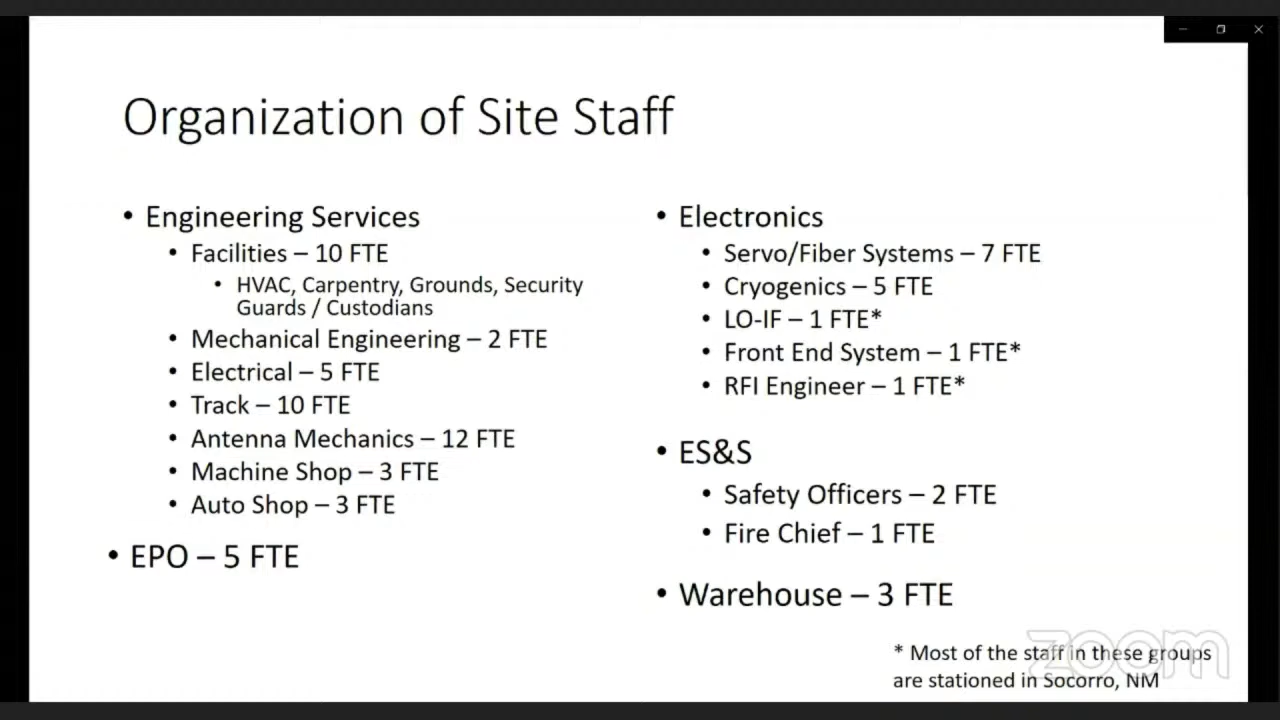 Organization of Site Staff
• Engineering Services
• Facilities – 10 FTE
• HVAC, Carpentry, Grounds, Security
Guards / Custodians
• Mechanical Engineering – 2 FTE
• Electrical – 5 FTE
• Track – 10 FTE
• Antenna Mechanics – 12 FTE
• Machine Shop – 3 FTE
• Auto Shop – 3 FTE
• EPO – 5 FTE
• Electronics
• Servo/Fiber Systems – 7 FTE
• Cryogenics – 5 FTE
• LO-IF – 1 FTE*
• Front End System – 1 FTE*
• RFI Engineer – 1 FTE*
• ES&S
• Safety Officers – 2 FTE
• Fire Chief – 1 FTE
• Warehouse – 3 FTE
* Most of the staff in these groups
are stationed in Socorro, NM
zoom